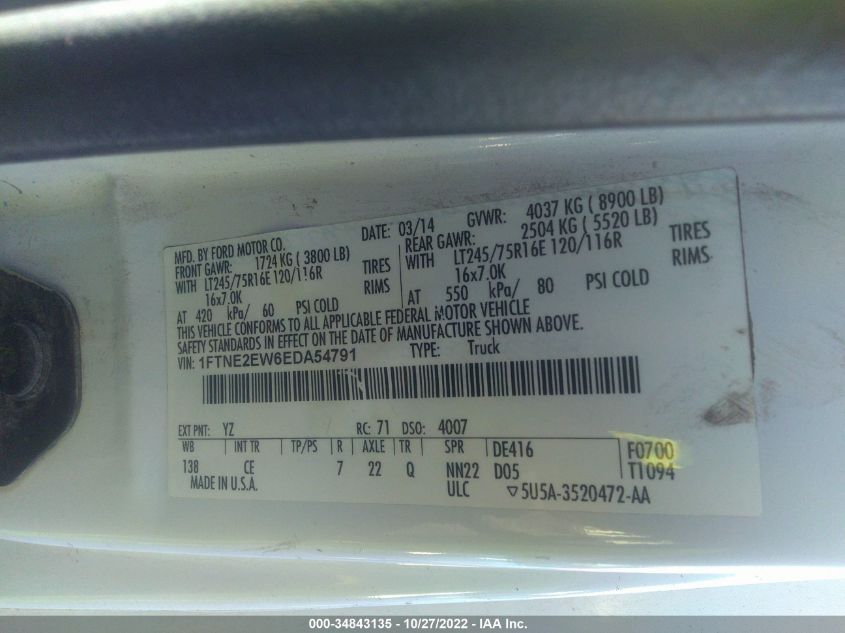 MFD. BY FORD MOTOR CO. DATE: 03/14 GVWR: 4037 KG ( 8900 LB)
FRONT GAWR: 1724 KG ( 3800 LB) REAR GAWR: 2504 KG ( 5520 LB)
WITH LT245/75R16E 120/116R TIRES WITH LT245/75R16E 120/116R TIRES
16x7.0K RIMS 16x7.0K RIMS
AT 420 kPa/ 60 PSI COLD AT 550 kPa/ 80 PSI COLD
THIS VEHICLE CONFORMS TO ALL APPLICABLE FEDERAL MOTOR VEHICLE
SAFETY STANDARDS IN EFFECT ON THE DATE OF MANUFACTURE SHOWN ABOVE.
VIN: 1FTNE2EW6EDA54791 TYPE: Truck
EXT PNT: YZ RC: 71 DSO: 4007
WB INT TR TP/PS R AXLE TR SPR DE416 F0700
138 CE 7 22 Q NN22 D05 T1094
MADE IN U.S.A. ULC ▽5U5A-3520472-AA
000-34843135 - 10/27/2022 - IAA Inc.